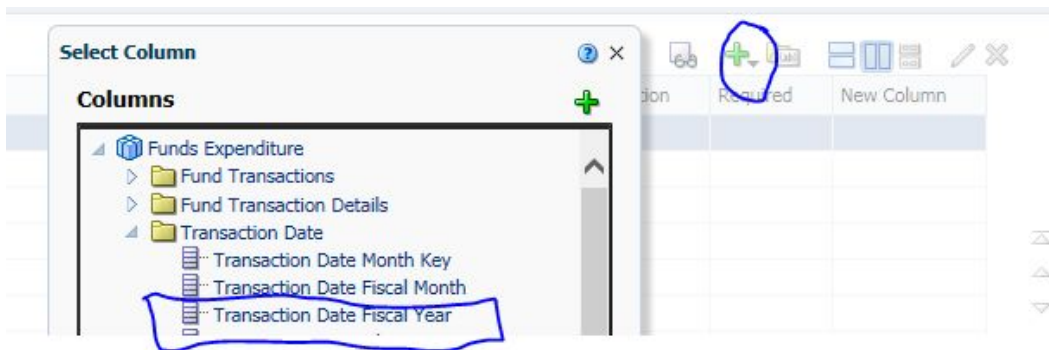 Select Column
Columns
Funds Expenditure
Fund Transactions
Fund Transaction Details
Transaction Date
Transaction Date Month Key
Transaction Date Fiscal Month
Transaction Date Fiscal Year
Required
New Column